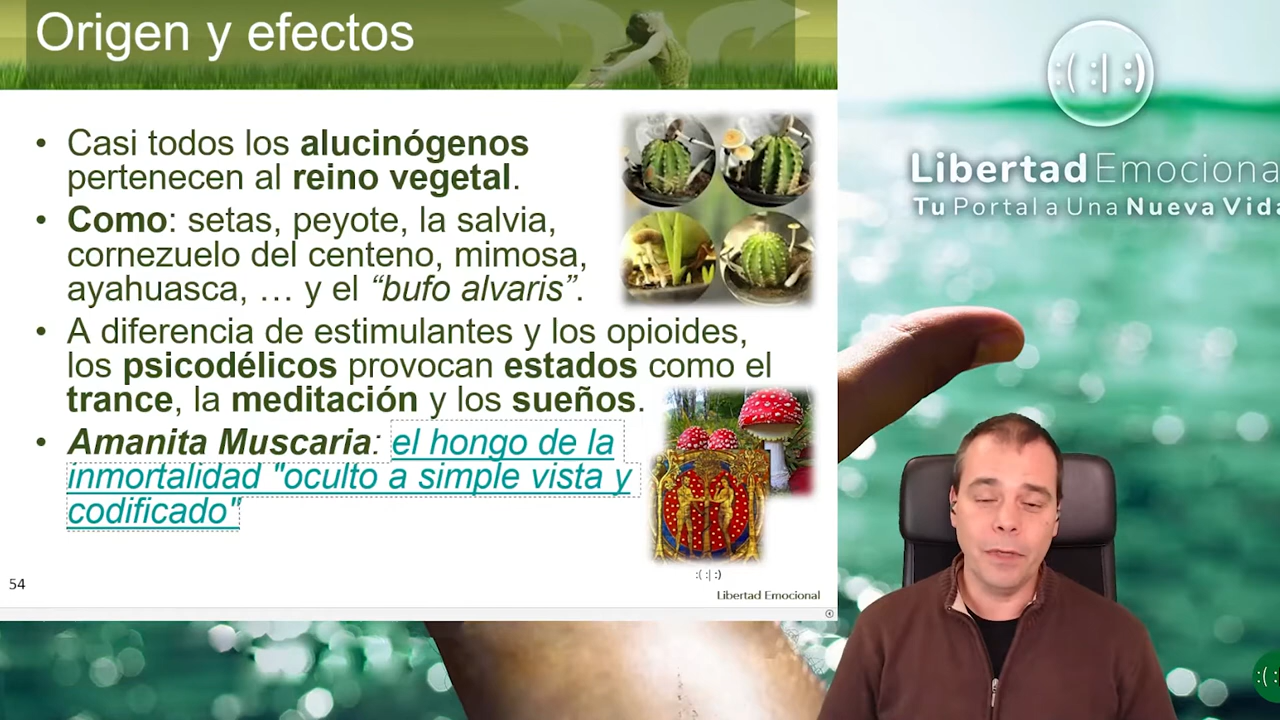 Origen y efectos
• Casi todos los alucinógenos
pertenecen al reino vegetal.
• Como: setas, peyote, la salvia,
cornezuelo del centeno, mimosa,
ayahuasca, … y el “bufo alvaris”.
• A diferencia de estimulantes y los opioides,
los psicodélicos provocan estados como el
trance, la meditación y los sueños.
• Amanita Muscaria: el hongo de la
inmortalidad "oculto a simple vista y
codificado"
54
:( :| :)
Libertad Emocional
:( :| :)
Libertad Emociona
Tu Portal a Una Nueva Vida
:( :